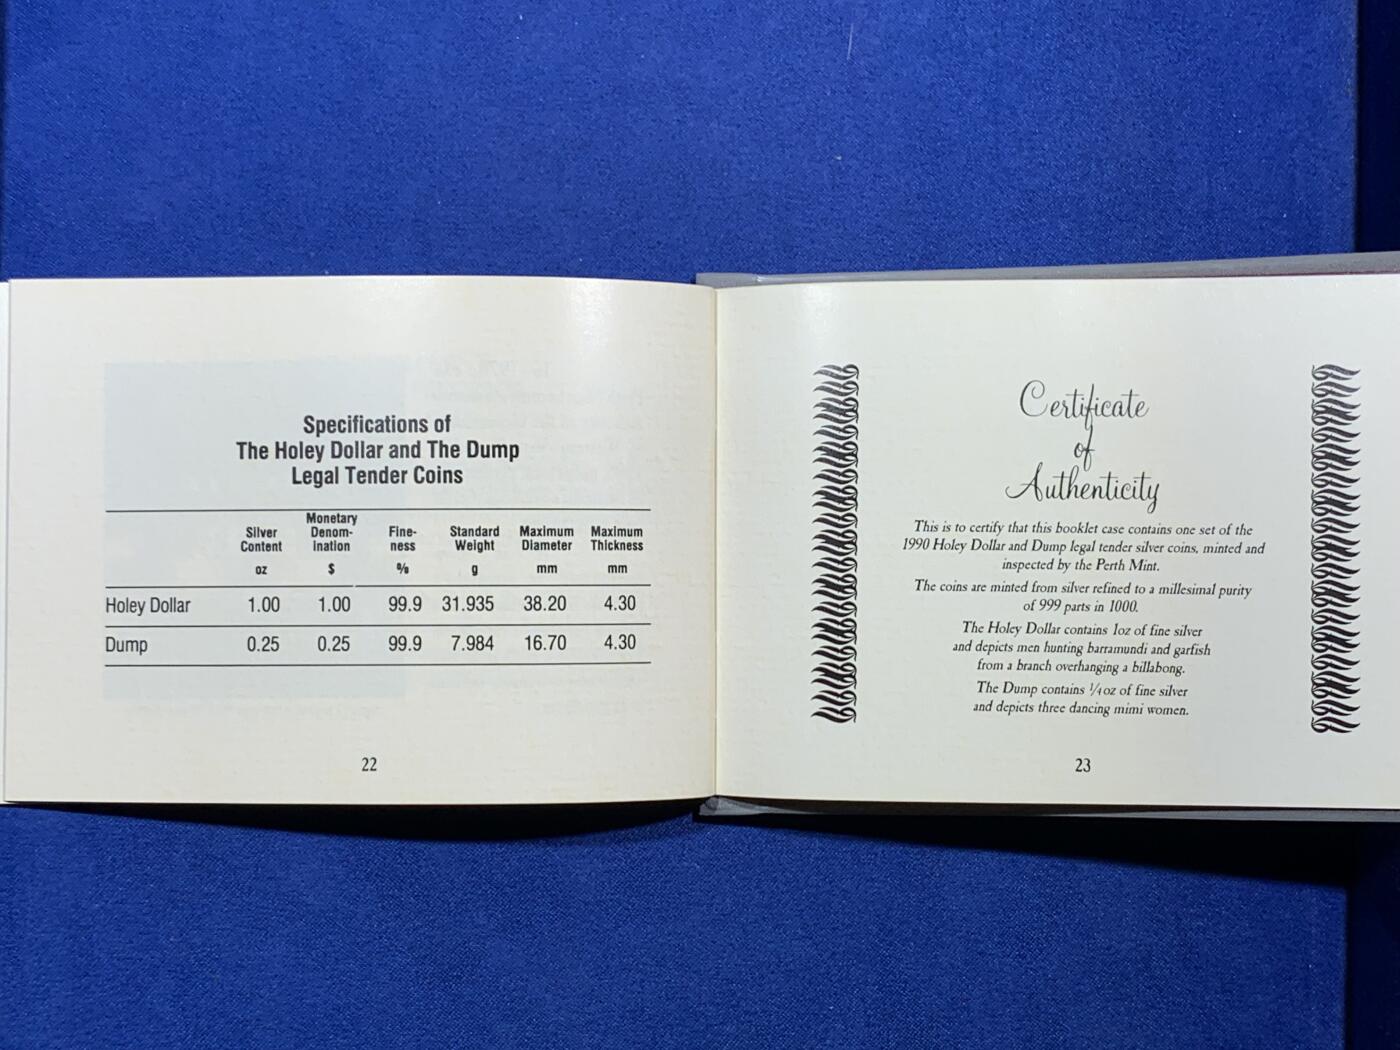 Specifications of
The Holey Dollar and The Dump
Legal Tender Coins
Silver Content oz Monetary Denom- ination $ Fine- ness % Standard Weight g Maximum Diameter mm Maximum Thickness mm
Holey Dollar 1.00 1.00 99.9 31.935 38.20 4.30
Dump 0.25 0.25 99.9 7.984 16.70 4.30
22
Certificate
of
Authenticity
This is to certify that this booklet case contains one set of the
1990 Holey Dollar and Dump legal tender silver coins, minted and
inspected by the Perth Mint.
The coins are minted from silver refined to a millesimal purity
of 999 parts in 1000.
The Holey Dollar contains 1oz of fine silver
and depicts men hunting barramundi and garfish
from a branch overhanging a billabong.
The Dump contains ¼oz of fine silver
and depicts three dancing mimi women.
23